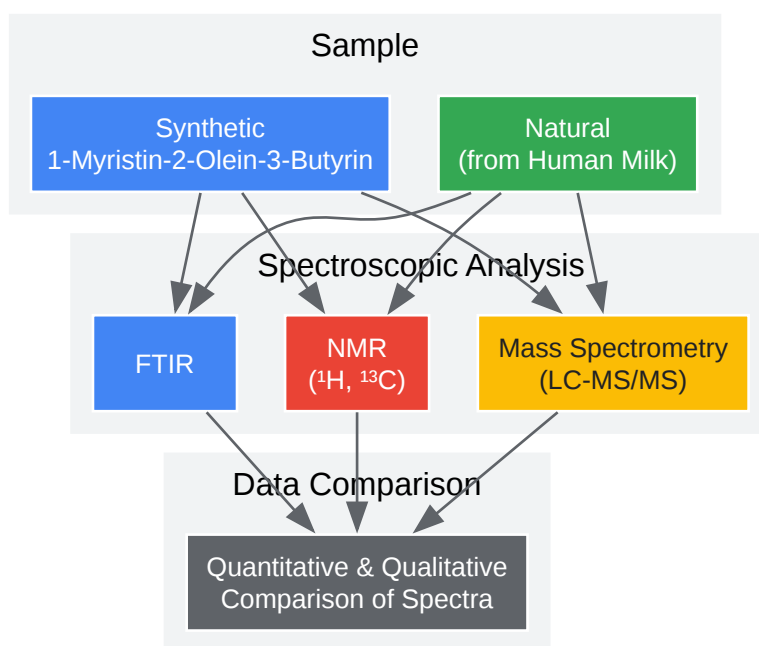 Sample
Synthetic
1-Myristin-2-Olein-3-Butyrin
Natural
(from Human Milk)
Spectroscopic Analysis
FTIR
NMR
(¹H, ¹³C)
Mass Spectrometry
(LC-MS/MS)
Data Comparison
Quantitative & Qualitative
Comparison of Spectra